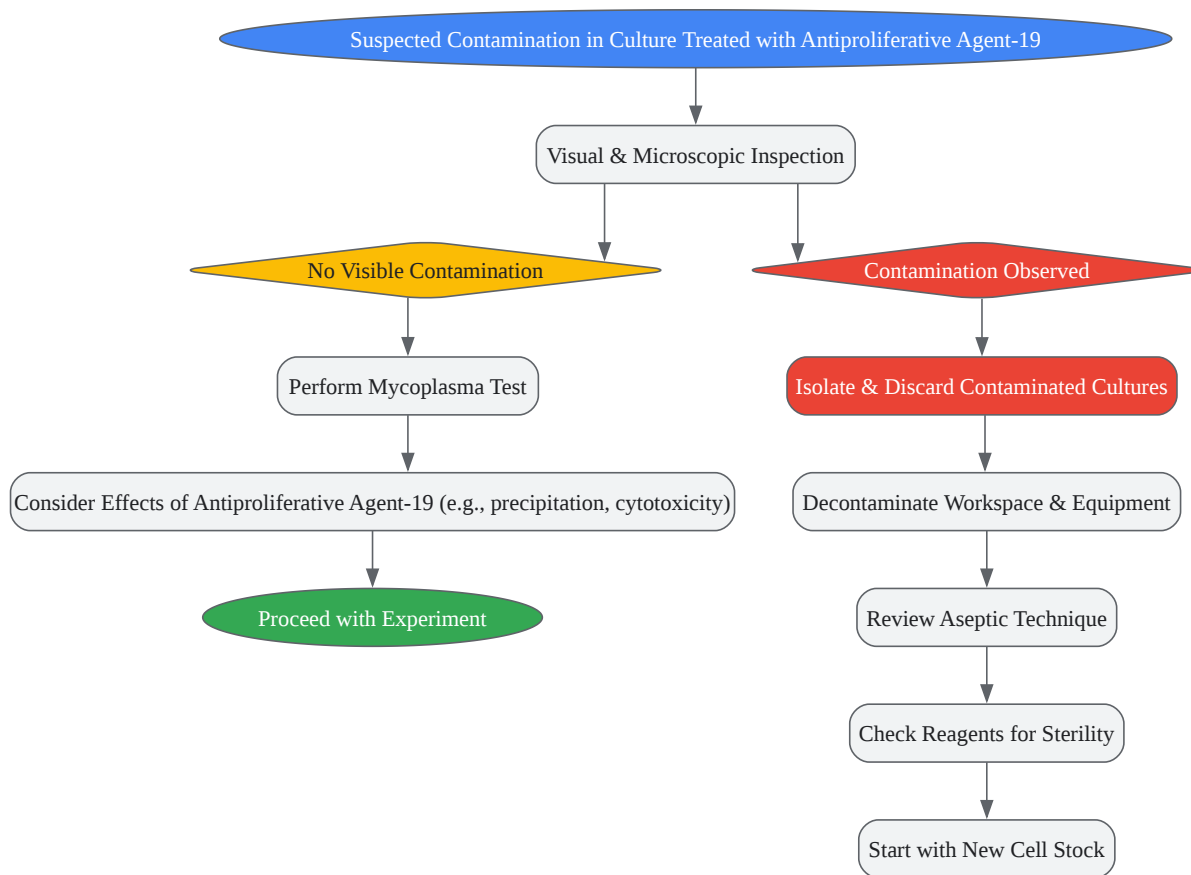 Suspected Contamination in Culture Treated with Antiproliferative Agent-19
Visual & Microscopic Inspection
No Visible Contamination
Contamination Observed
Perform Mycoplasma Test
Isolate & Discard Contaminated Cultures
Consider Effects of Antiproliferative Agent-19 (e.g., precipitation, cytotoxicity)
Decontaminate Workspace & Equipment
Proceed with Experiment
Review Aseptic Technique
Check Reagents for Sterility
Start with New Cell Stock